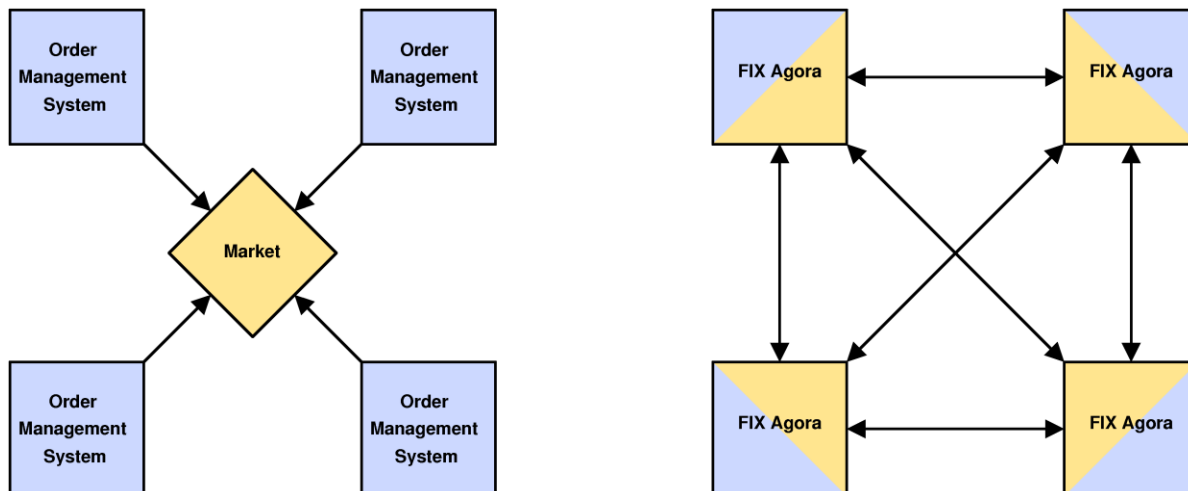 Order
Management
System
Order
Management
System
FIX Agora
FIX Agora
Market
Order
Management
System
Order
Management
System
FIX Agora
FIX Agora